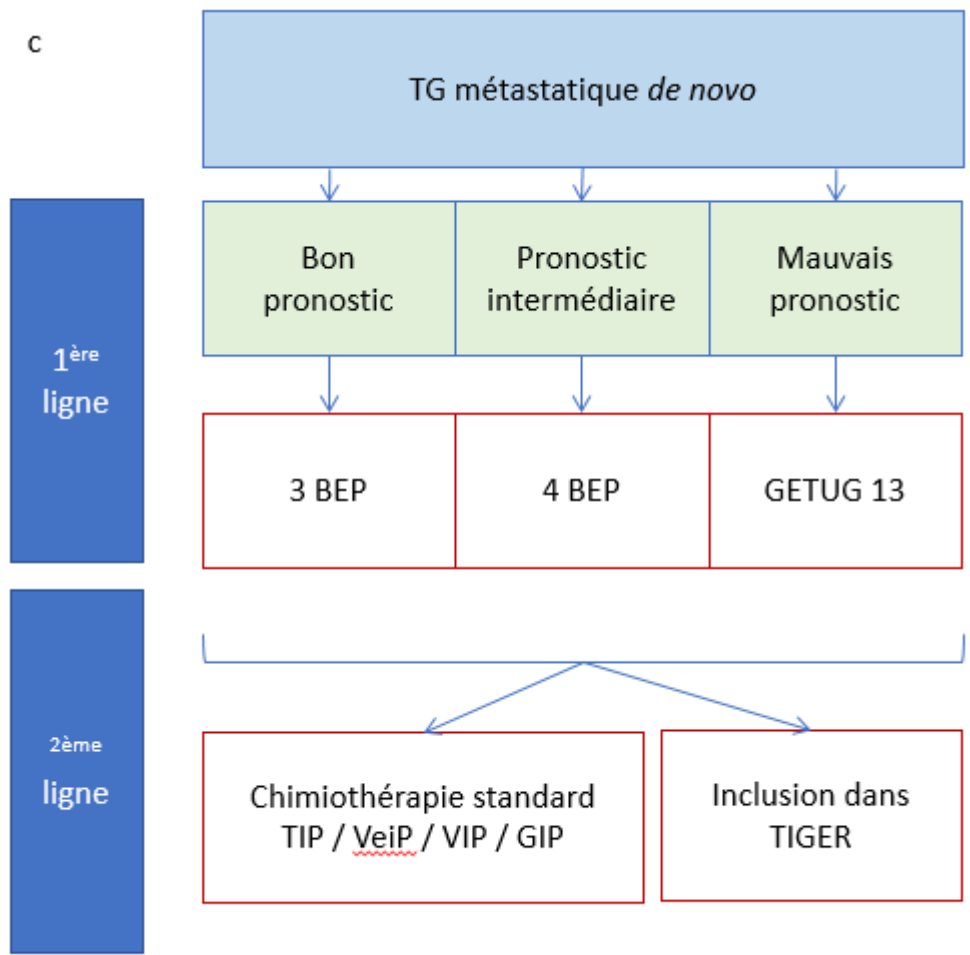 c
TG métastatique de novo
Bon
pronostic
Pronostic
intermédiaire
Mauvais
pronostic
1ère
ligne
3 BEP
4 BEP
GETUG 13
2ème
ligne
Chimiothérapie standard
TIP / VeiP / VIP / GIP
Inclusion dans
TIGER